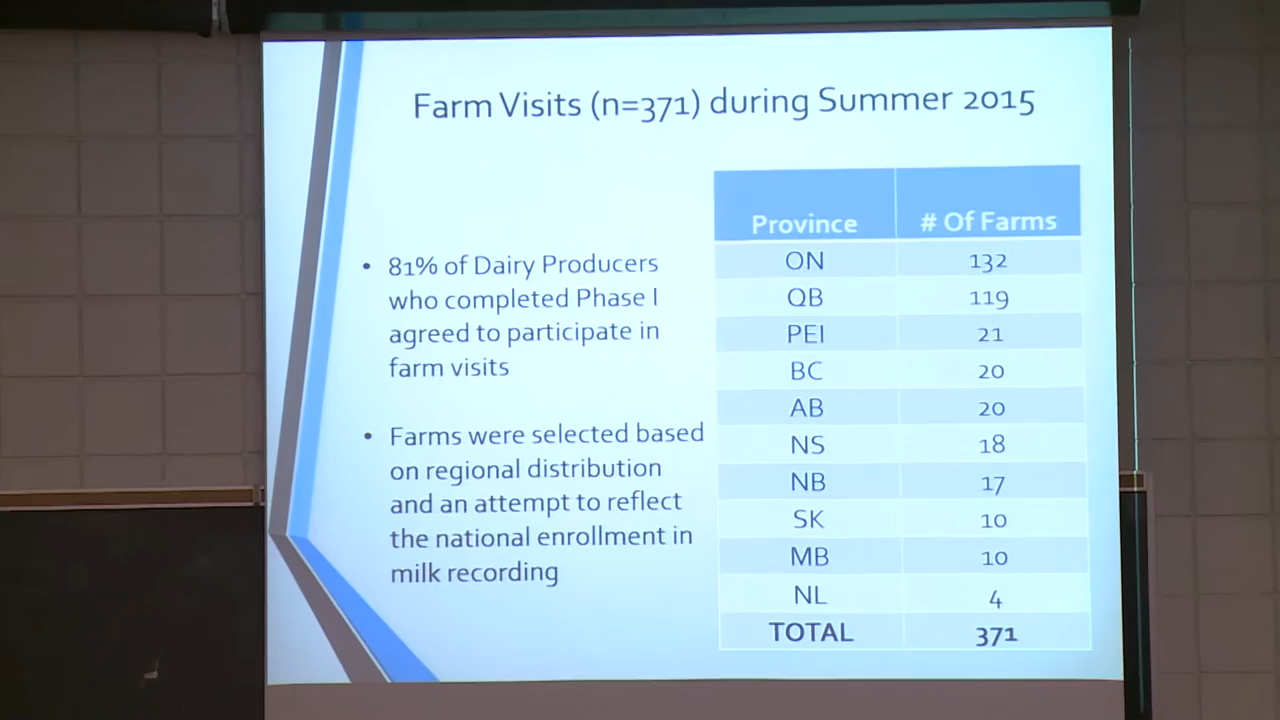 Farm Visits (n=371) during Summer 2015
• 81% of Dairy Producers
who completed Phase I
agreed to participate in
farm visits
• Farms were selected based
on regional distribution
and an attempt to reflect
the national enrollment in
milk recording
Province # Of Farms
ON 132
QB 119
PEI 21
BC 20
AB 20
NS 18
NB 17
SK 10
MB 10
NL 4
TOTAL 371